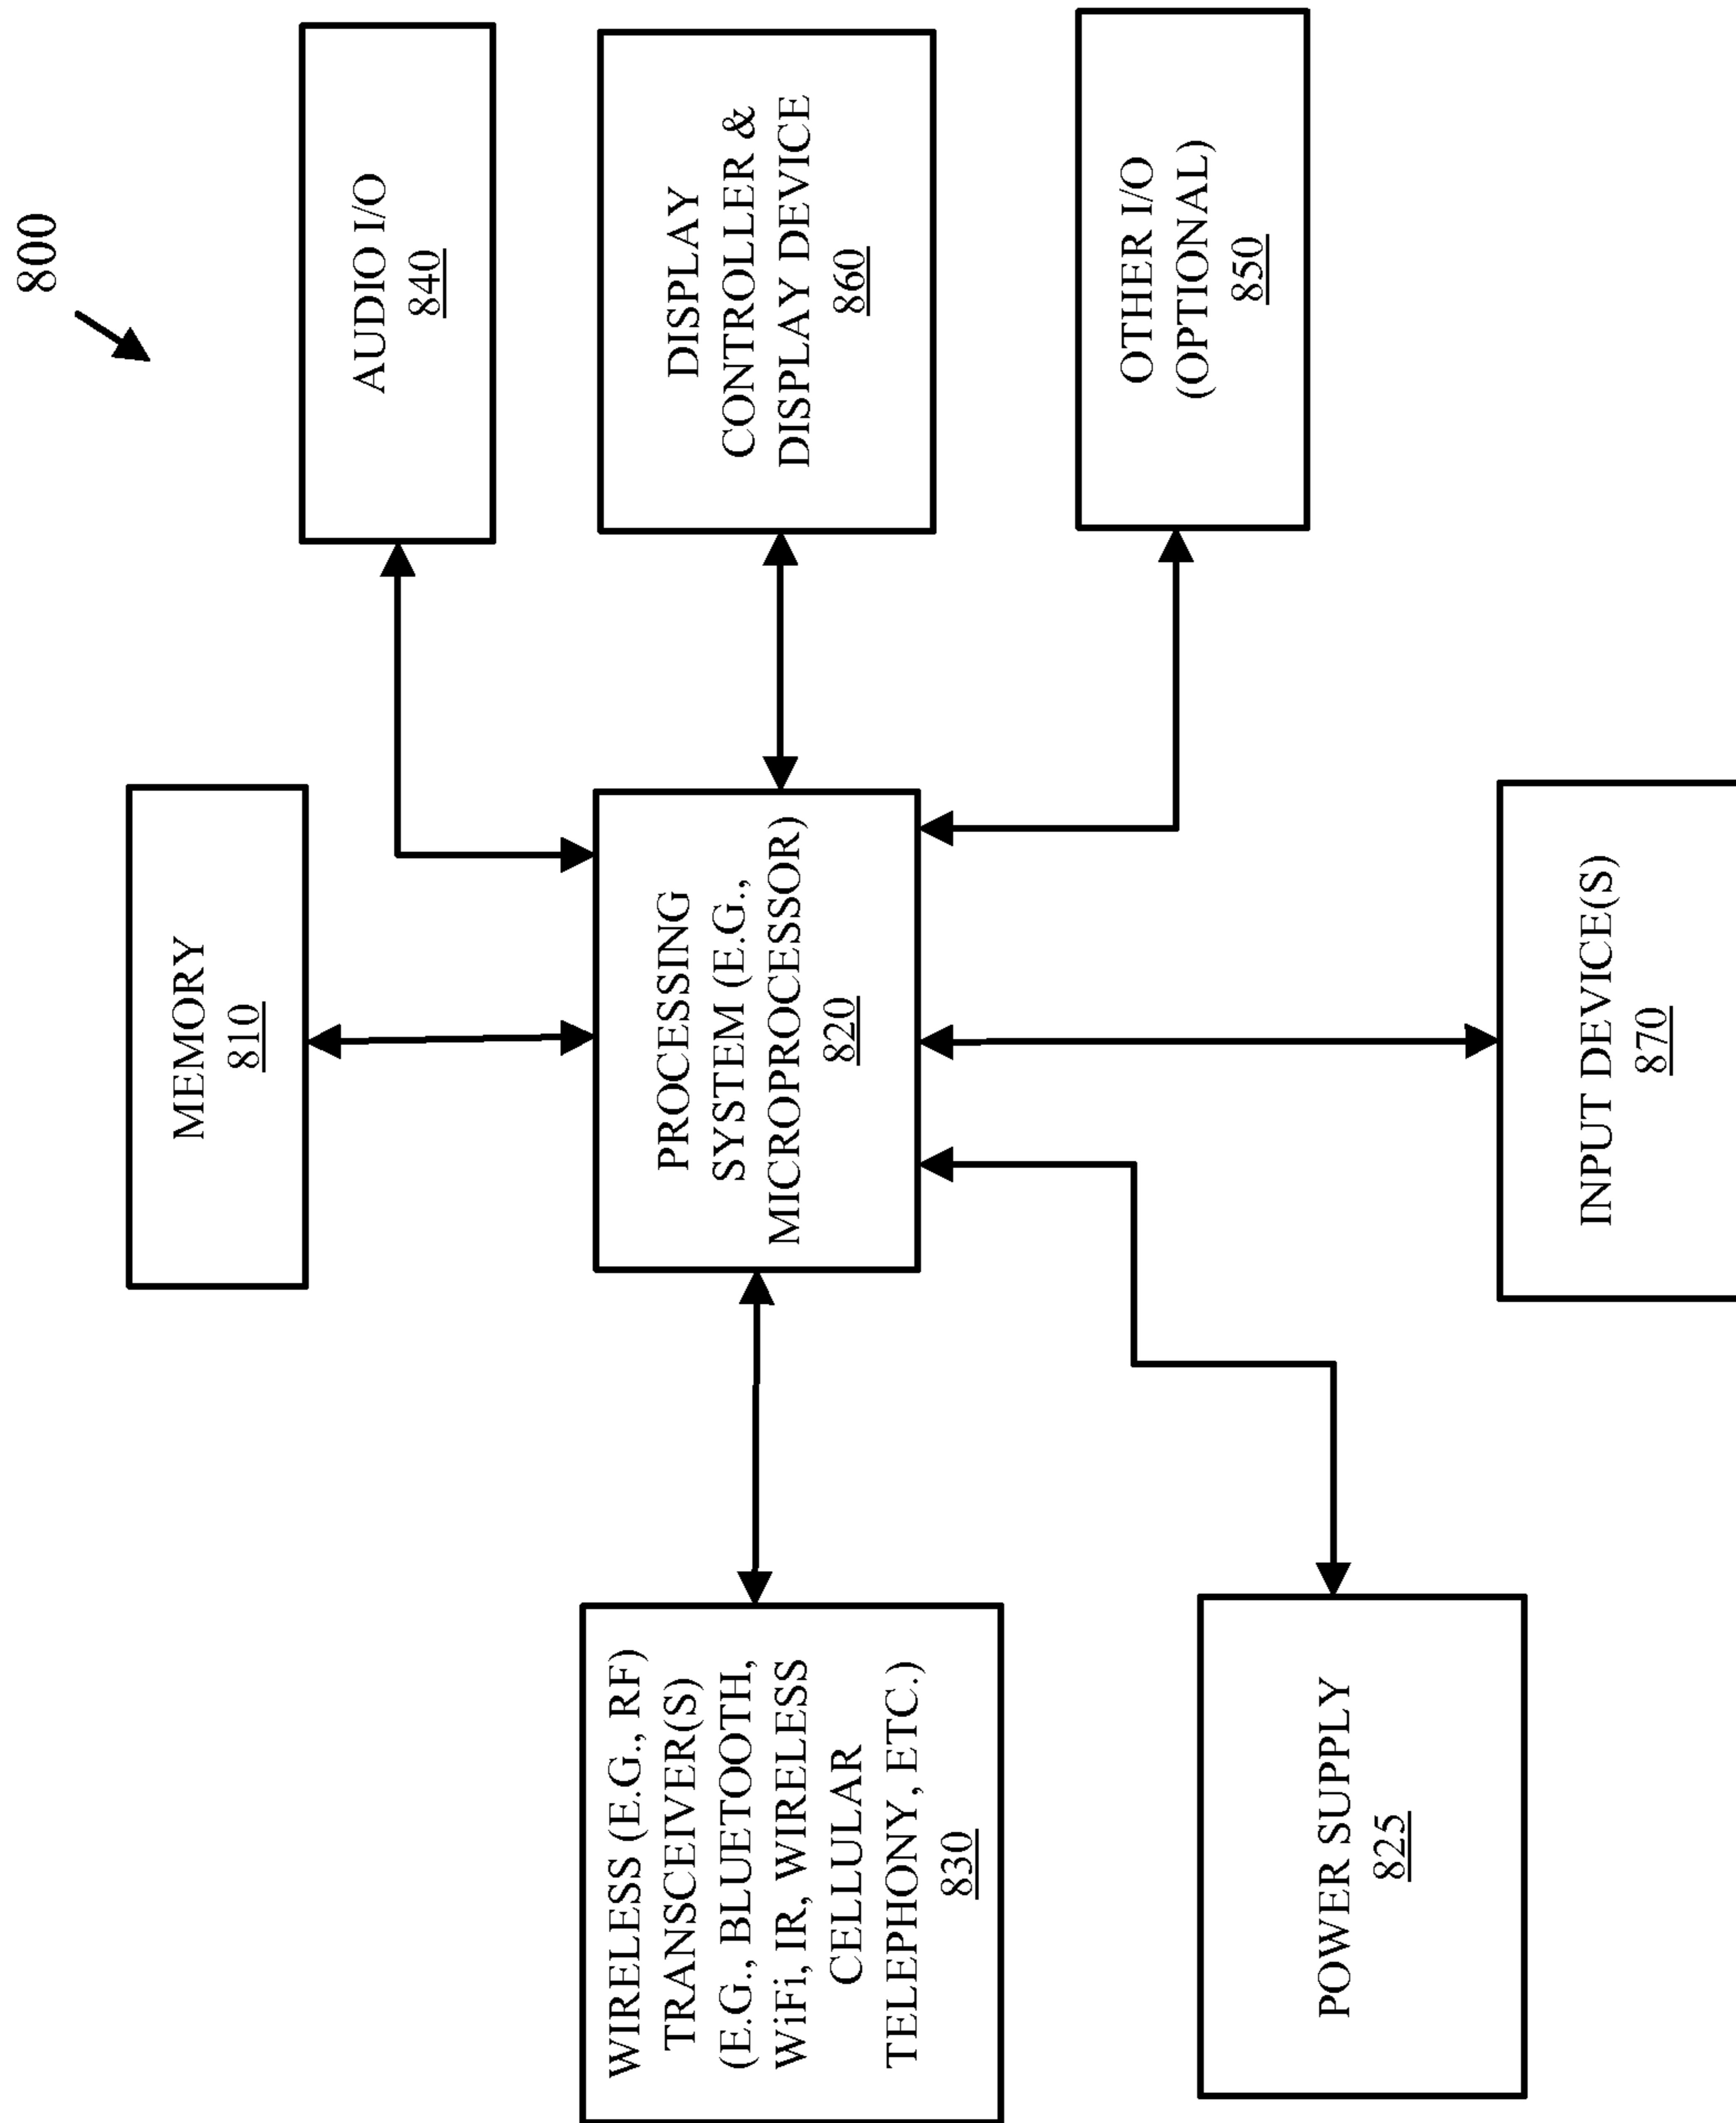 800
MEMORY
810
AUDIO I/O
840
WIRELESS (E.G., RF)
TRANSCEIVER(S)
(E.G., BLUETOOTH,
WiFi, IR, WIRELESS
CELLULAR
TELEPHONY, ETC.)
830
PROCESSING
SYSTEM (E.G.,
MICROPROCESSOR)
820
DISPLAY
CONTROLLER &
DISPLAY DEVICE
860
POWER SUPPLY
825
OTHER I/O
(OPTIONAL)
850
INPUT DEVICE(S)
870